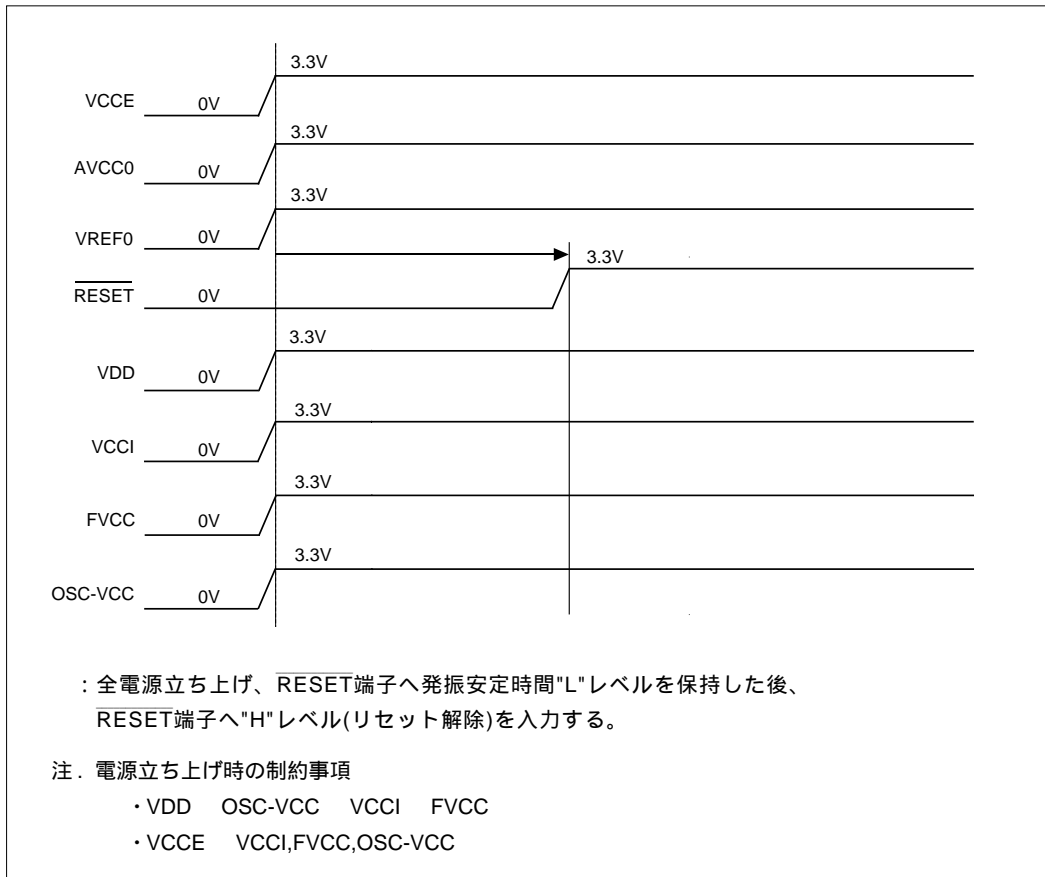 3.3V
VCCE 0V
3.3V
AVCC0 0V
3.3V
VREF0 0V
3.3V
RESET 0V
3.3V
VDD 0V
3.3V
VCCI 0V
3.3V
FVCC 0V
3.3V
OSC-VCC 0V
:全電源立ち上げ、RESET端子へ発振安定時間"L"レベルを保持した後、
RESET端子へ"H"レベル(リセット解除)を入力する。
注. 電源立ち上げ時の制約事項
・VDD OSC-VCC VCCI FVCC
・VCCE VCCI,FVCC,OSC-VCC